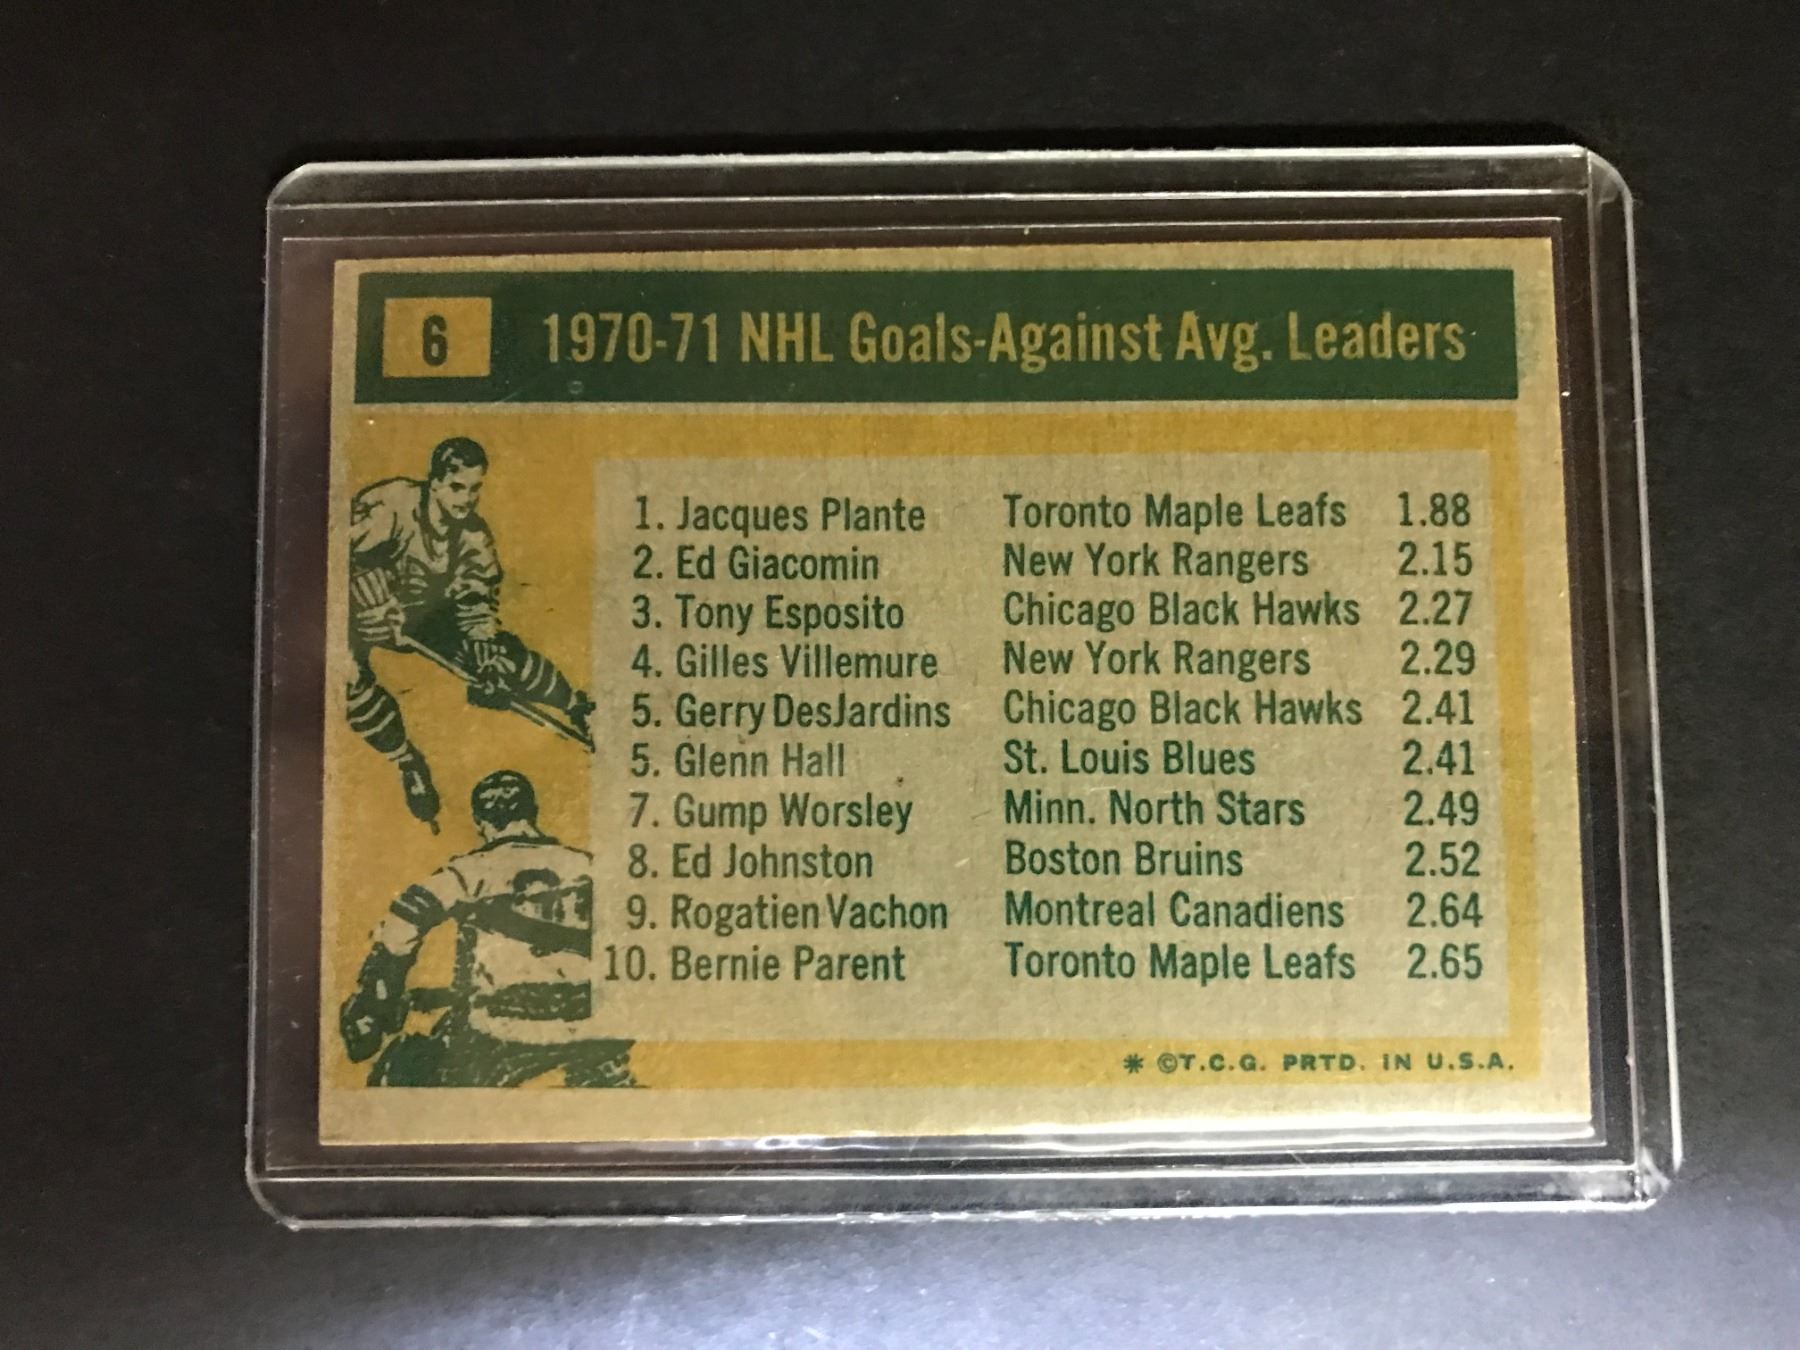 6 1970-71 NHL Goals-Against Avg. Leaders
1. Jacques Plante Toronto Maple Leafs 1.88
2. Ed Giacomin New York Rangers 2.15
3. Tony Esposito Chicago Black Hawks 2.27
4. Gilles Villemure New York Rangers 2.29
5. Gerry DesJardins Chicago Black Hawks 2.41
5. Glenn Hall St. Louis Blues 2.41
7. Gump Worsley Minn. North Stars 2.49
8. Ed Johnston Boston Bruins 2.52
9. Rogatien Vachon Montreal Canadiens 2.64
10. Bernie Parent Toronto Maple Leafs 2.65
* ©T.C.G. PRTD. IN U.S.A.